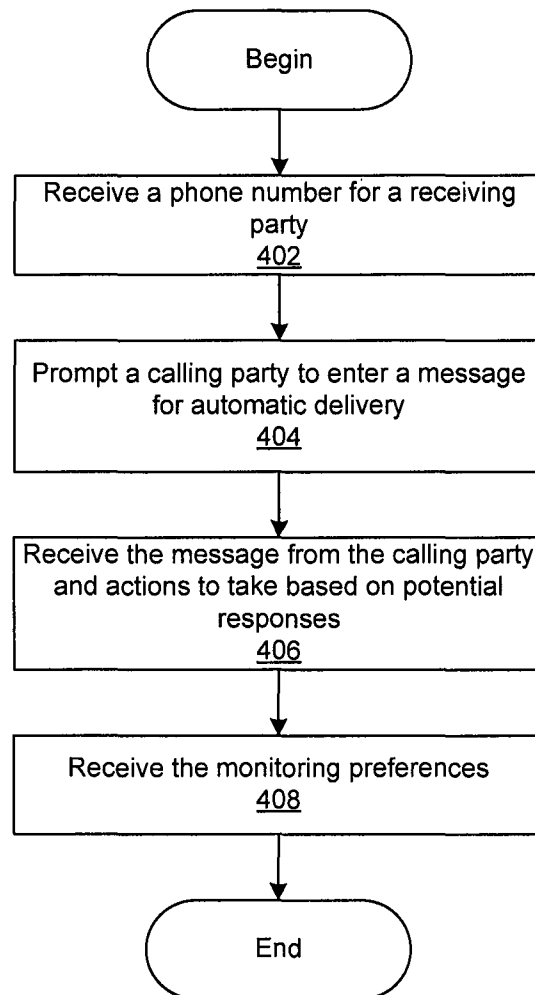 Begin
Receive a phone number for a receiving
party
402
Prompt a calling party to enter a message
for automatic delivery
404
Receive the message from the calling party
and actions to take based on potential
responses
406
Receive the monitoring preferences
408
End